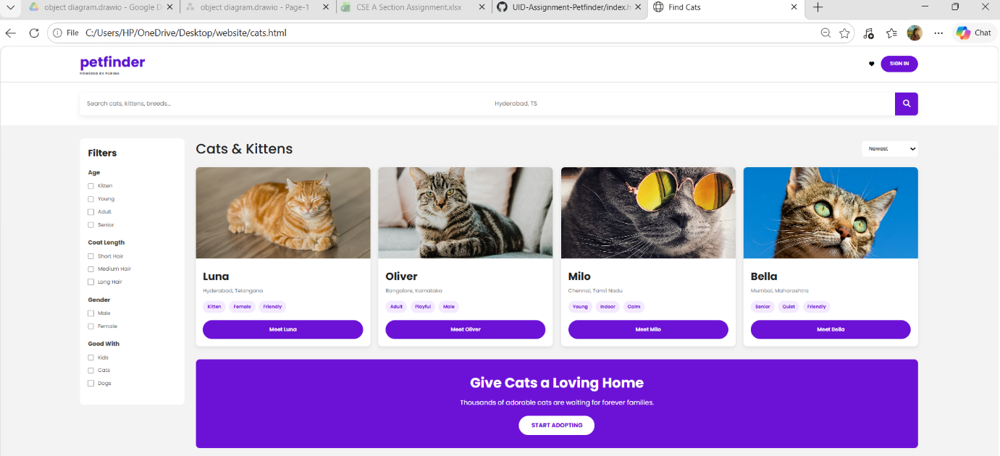 object diagram.drawio - Google D
object diagram.drawio - Page-1
CSE A Section Assignment.xlsx
UID-Assignment-Petfinder/index.h
Find Cats
File C:/Users/HP/OneDrive/Desktop/website/cats.html
Chat
petfinder
POWERED BY PURINA
SIGN IN
Search cats, kittens, breeds...
Hyderabad, TS
Filters
Age
Kitten
Young
Adult
Senior
Coat Length
Short Hair
Medium Hair
Long Hair
Gender
Male
Female
Good With
Kids
Cats
Dogs
Cats & Kittens
Newest
Luna
Hyderabad, Telangana
Kitten Female Friendly
Meet Luna
Oliver
Bangalore, Karnataka
Adult Playful Male
Meet Oliver
Milo
Chennai, Tamil Nadu
Young Indoor Calm
Meet Milo
Bella
Mumbai, Maharashtra
Senior Quiet Friendly
Meet Bella
Give Cats a Loving Home
Thousands of adorable cats are waiting for forever families.
START ADOPTING